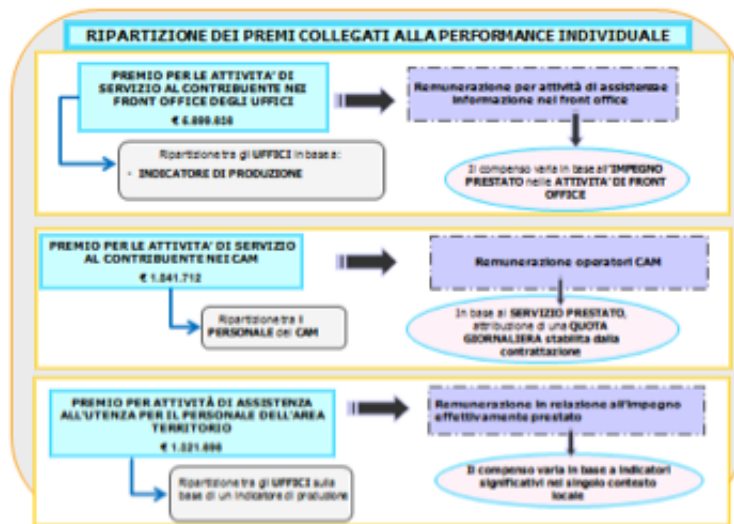 RIPARTIZIONE DEI PREMI COLLEGATI ALLA PERFORMANCE INDIVIDUALE
PREMIO PER LE ATTIVITA' DI
SERVIZIO AL CONTRIBUENTE NEI
FRONT OFFICE DEGLI UFFICI
€
Remunerazione per attività di assistenza e
informazione nel front office
Ripartizione tra gli UFFICI in base a:
- INDICATORE DI PRODUZIONE
Il compenso varia in base all'IMPEGNO
PRESTATO nelle ATTIVITA' DI FRONT
OFFICE
PREMIO PER LE ATTIVITA' DI SERVIZIO
AL CONTRIBUENTE NEI CAM
€ 1.041.712
Remunerazione operatori CAM
Ripartizione tra il
PERSONALE dei CAM
In base al SERVIZIO PRESTATO,
attribuzione di una QUOTA
GIORNALIERA stabilita dalla
contrattazione
PREMIO PER ATTIVITÀ DI ASSISTENZA
ALL'UTENZA PER IL PERSONALE DELL'AREA
TERRITORIO
€
Remunerazione in relazione all'impegno
effettivamente prestato
Ripartizione tra gli UFFICI sulla
base di un indicatore di produzione
Il compenso varia in base a indicatori
significativi nel singolo contesto
locale